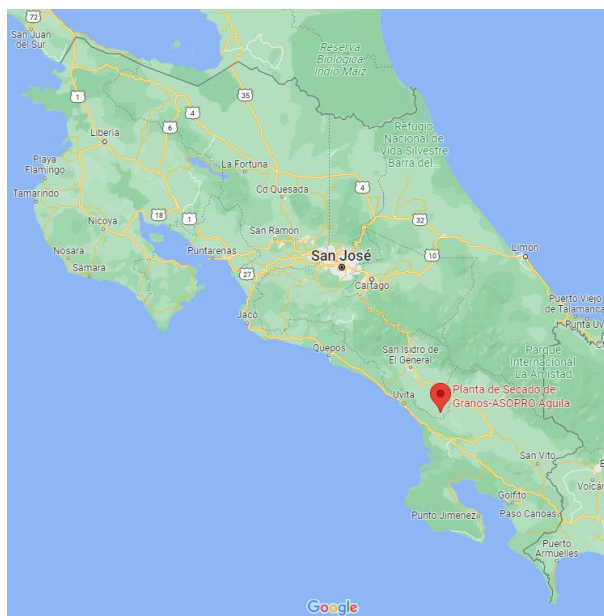 72
San Juan
del Sur
Reserva
Biológica
Indio Maíz
1
35
4
6
Liberia
Refugio
Nacional de
Vida Silvestre
Barra del...
Playa
Flamingo
La Fortuna
Tamarindo
Cd Quesada
4
18
1
32
Nicoya
San Ramón
Nosara
Puntarenas
San José
10
Limón
Sámara
27
Cartago
Puerto Viejo
de Talamanca
Punta Uv
Jacó
Quepos
San Isidro de
El General
Parque
Internacional
La Amistad
Uvita
Planta de Secado de
Granos-ASOPRO Aguila
San Vito
Volcán
Golfito
Punto Jimenez
Paso Canoas
Puerto
Armuelles
Google